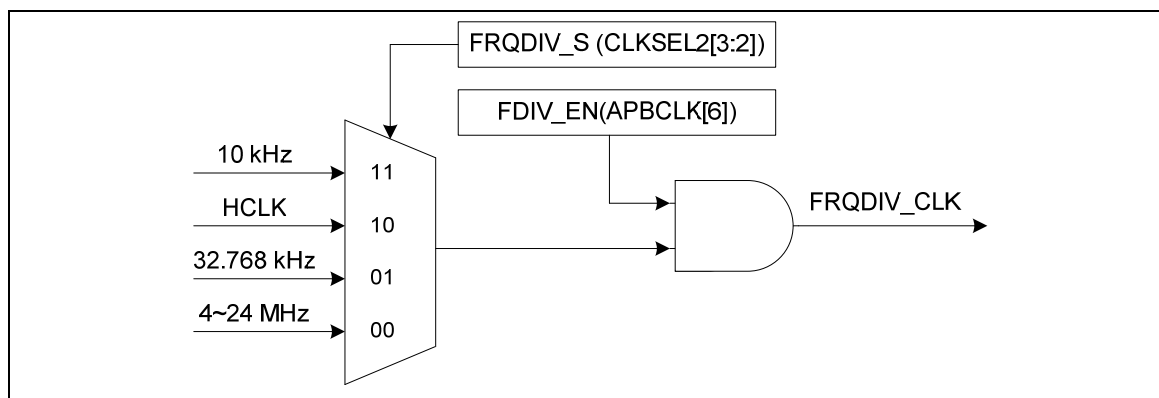 FRQDIV_S (CLKSEL2[3:2])
FDIV_EN(APBCLK[6])
10 kHz
11
HCLK
10
32.768 kHz
01
4~24 MHz
00
FRQDIV_CLK